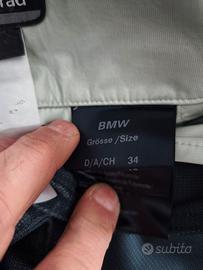 rad
BMW
Grösse /Size
D/A/CH 34
subito